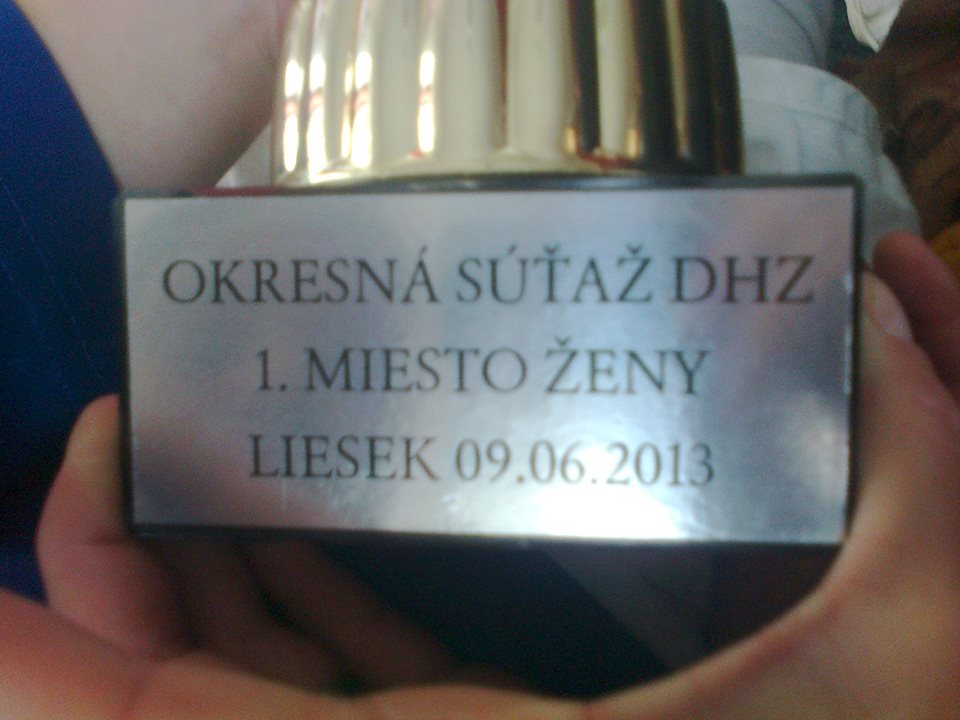 OKRESNÁ SÚŤAŽ DHZ
1. MIESTO ŽENY
LIESEK 09.06.2013